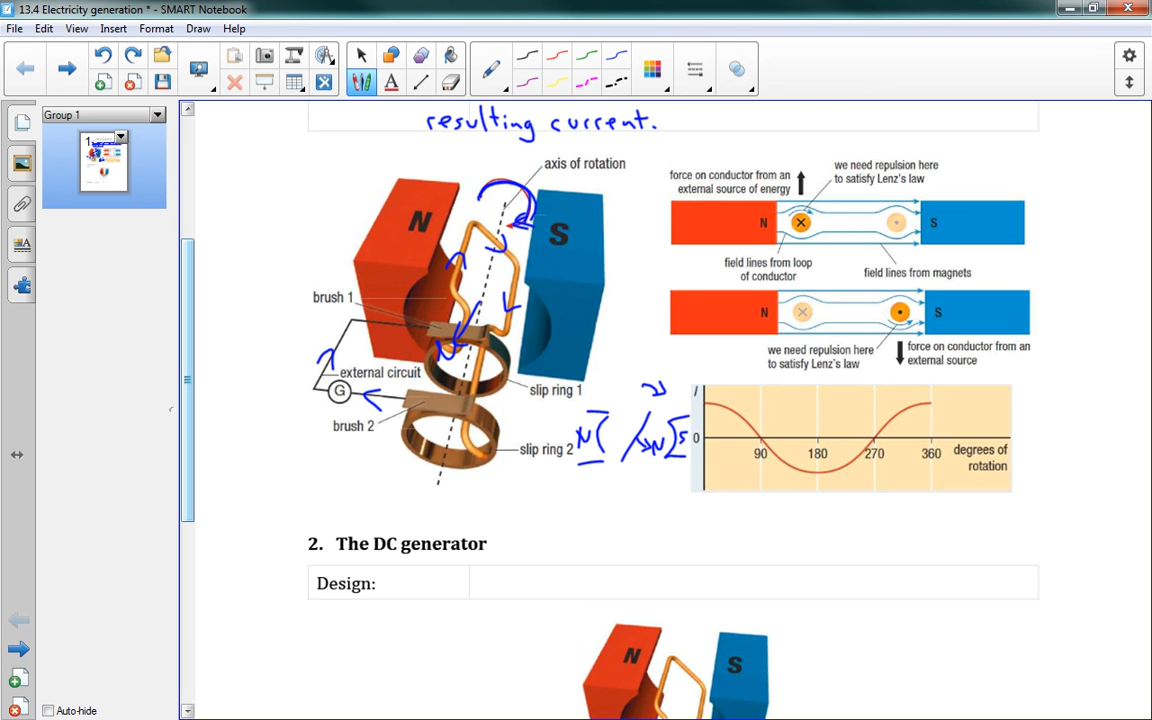 13.4 Electricity generation * - SMART Notebook
File Edit View Insert Format Draw Help
Group 1
1
resulting current.
axis of rotation
N
S
brush 1
external circuit
G
brush 2
slip ring 1
slip ring 2
N
N
N S
force on conductor from an
external source of energy
we need repulsion here
to satisfy Lenz's law
N
S
field lines from loop
of conductor
field lines from magnets
N
S
we need repulsion here
to satisfy Lenz's law
force on conductor from an
external source
I
0
90 180 270 360
degrees of
rotation
2. The DC generator
Design:
N
S
Auto-hide